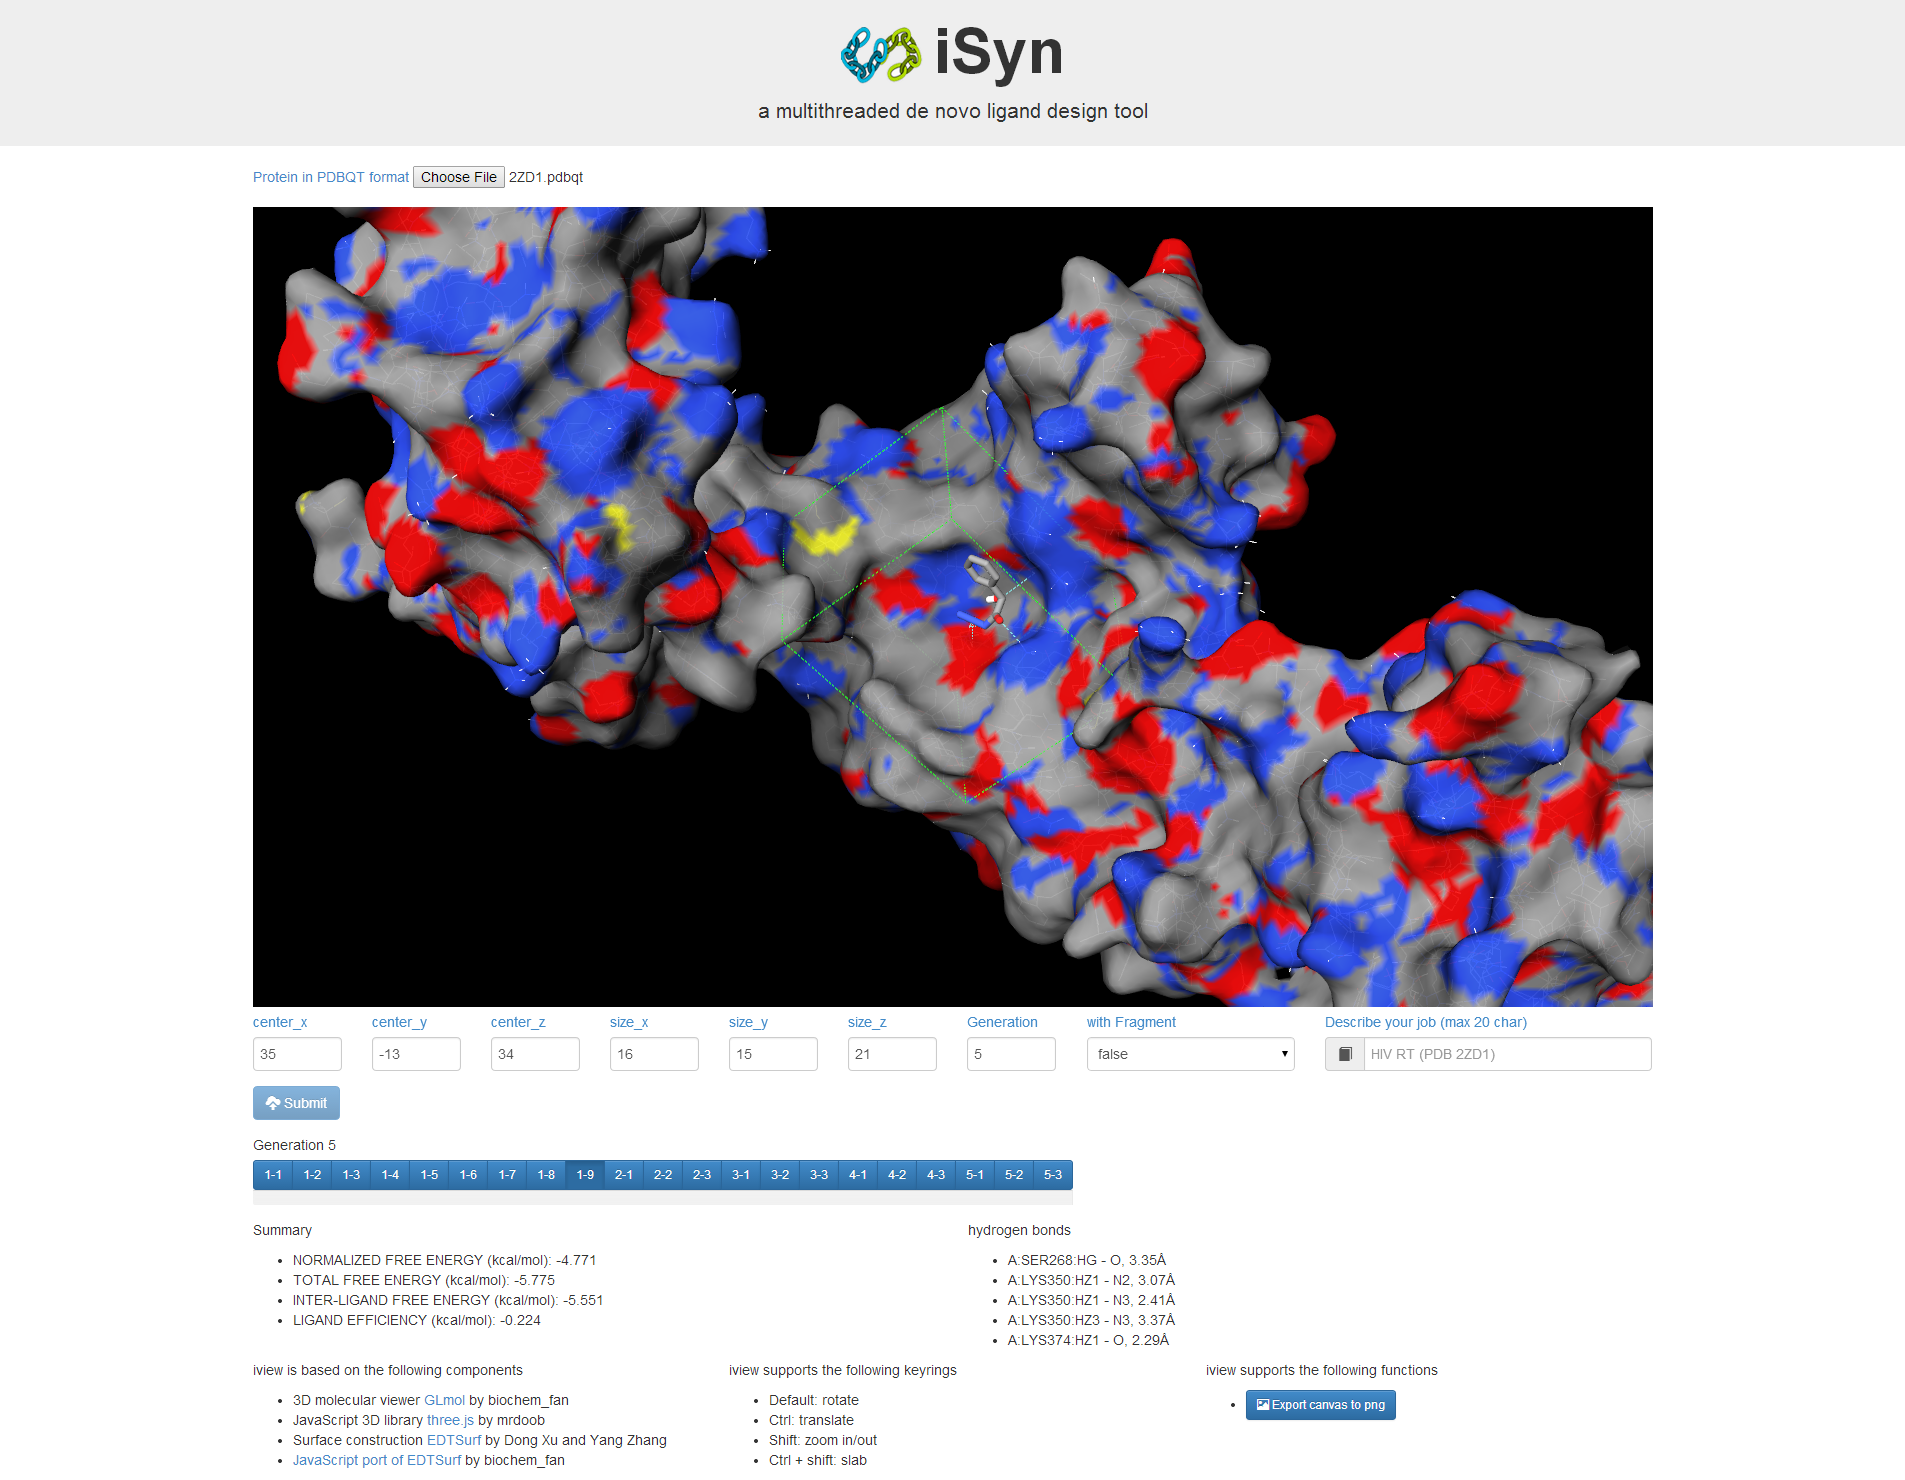 iSyn
a multithreaded de novo ligand design tool
Protein in PDBQT format Choose File 2ZD1.pdbqt
center_x center_y center_z size_x size_y size_z Generation with Fragment Describe your job (max 20 char)
35 -13 34 16 15 21 5 false HIV RT (PDB 2ZD1)
Submit
Generation 5
1-1 1-2 1-3 1-4 1-5 1-6 1-7 1-8 1-9 2-1 2-2 2-3 3-1 3-2 3-3 4-1 4-2 4-3 5-1 5-2 5-3
Summary
NORMALIZED FREE ENERGY (kcal/mol): -4.771
TOTAL FREE ENERGY (kcal/mol): -5.775
INTER-LIGAND FREE ENERGY (kcal/mol): -5.551
LIGAND EFFICIENCY (kcal/mol): -0.224
hydrogen bonds
A:SER268:HG - O, 3.35Å
A:LYS350:HZ1 - N2, 3.07Å
A:LYS350:HZ1 - N3, 2.41Å
A:LYS350:HZ3 - N3, 3.37Å
A:LYS374:HZ1 - O, 2.29Å
iview is based on the following components
3D molecular viewer GLmol by biochem_fan
JavaScript 3D library three.js by mrdoob
Surface construction EDTSurf by Dong Xu and Yang Zhang
JavaScript port of EDTSurf by biochem_fan
iview supports the following keyrings
Default: rotate
Ctrl: translate
Shift: zoom in/out
Ctrl + shift: slab
iview supports the following functions
Export canvas to png